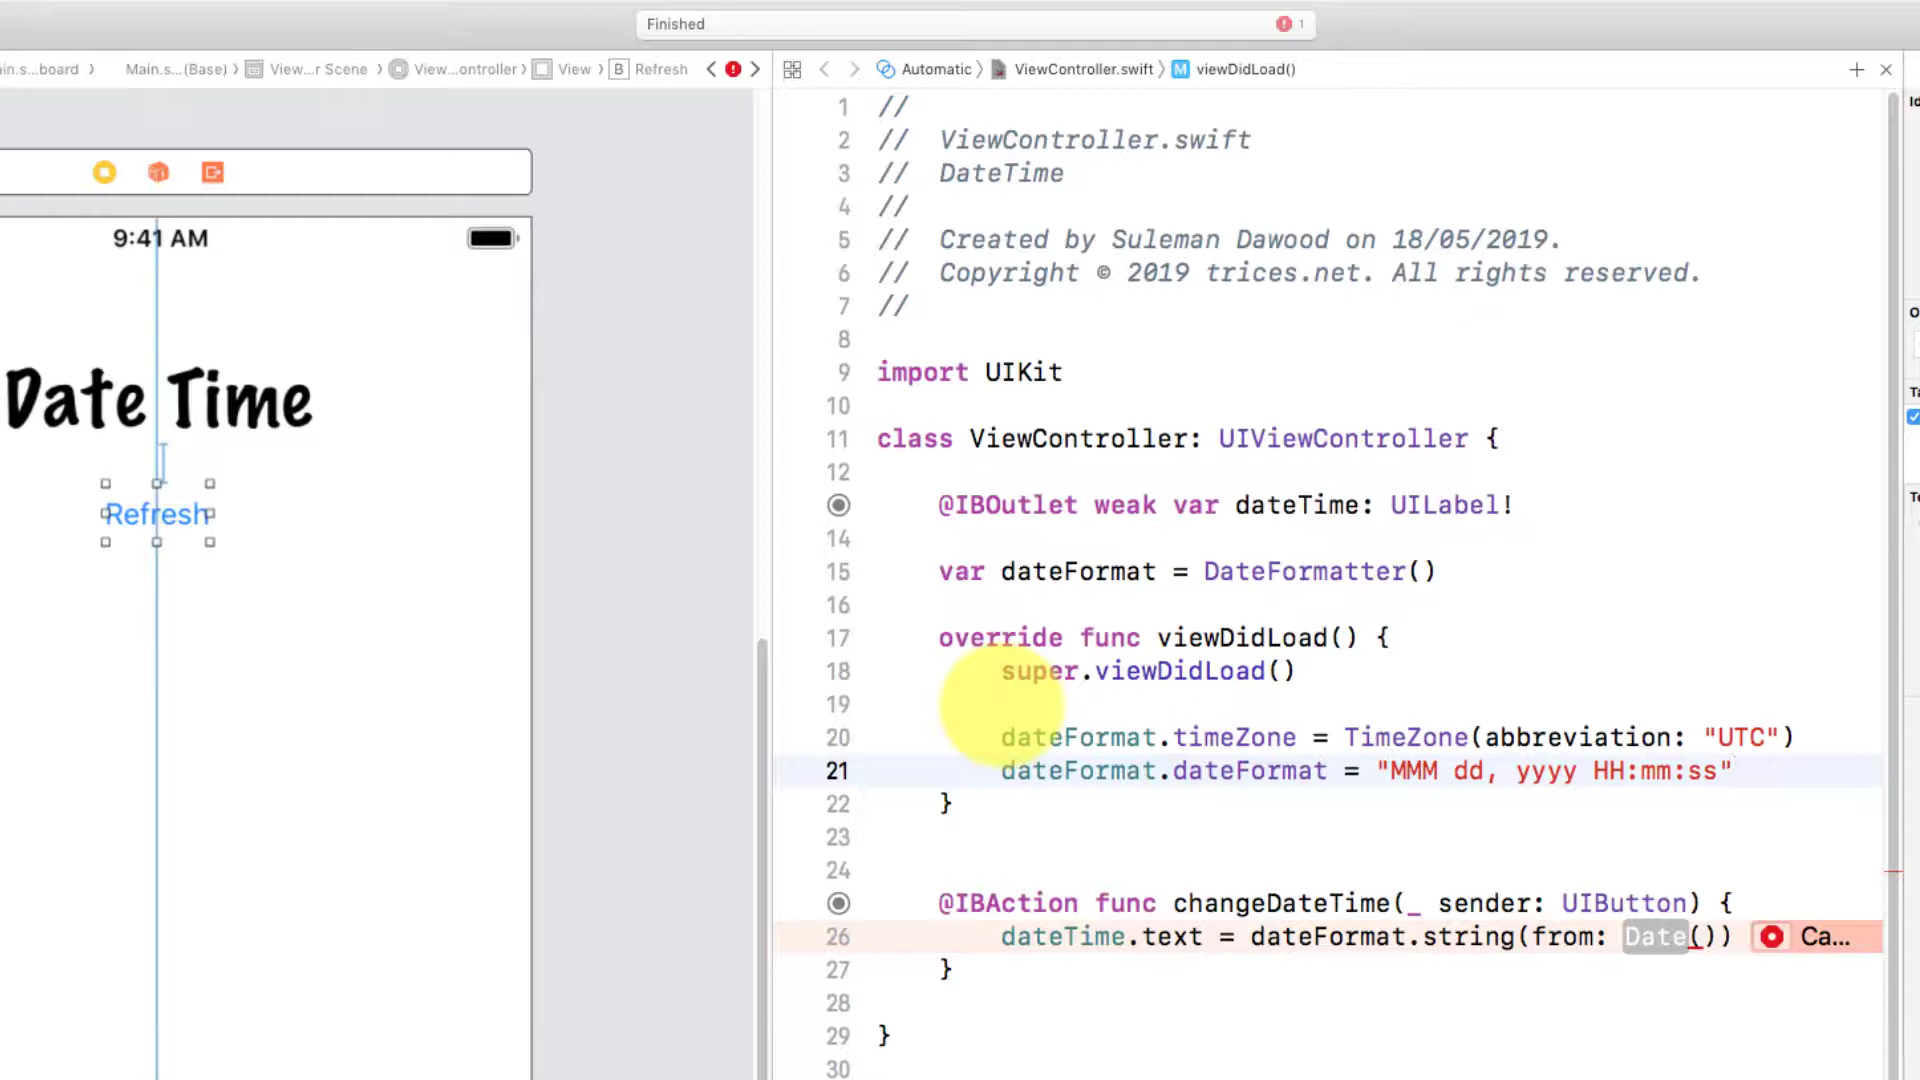 Finished
1
in.s...board
Main.s...(Base)
View...r Scene
View...ontroller
View
B
Refresh
Automatic
ViewController.swift
M
viewDidLoad()
9:41 AM
Date Time
Refresh
1 //
2 //  ViewController.swift
3 //  DateTime
4 //
5 //  Created by Suleman Dawood on 18/05/2019.
6 //  Copyright © 2019 trices.net. All rights reserved.
7 //
8
9 import UIKit
10
11 class ViewController: UIViewController {
12
@IBOutlet weak var dateTime: UILabel!
14
15 var dateFormat = DateFormatter()
16
17 override func viewDidLoad() {
18 super.viewDidLoad()
19
20 dateFormat.timeZone = TimeZone(abbreviation: "UTC")
21 dateFormat.dateFormat = "MMM dd, yyyy HH:mm:ss"
22 }
23
24
@IBAction func changeDateTime(_ sender: UIButton) {
26 dateTime.text = dateFormat.string(from: Date()) Ca...
27 }
28
29 }
30